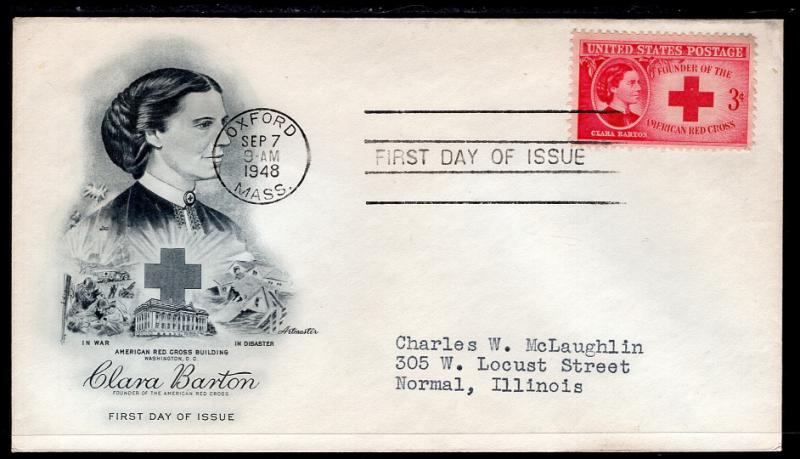 UNITED STATES POSTAGE
FOUNDER OF THE
3¢
CLARA BARTON
AMERICAN RED CROSS
OXFORD
SEP 7
9-AM
1948
MASS.
FIRST DAY OF ISSUE
IN WAR
IN DISASTER
Artmaster
AMERICAN RED CROSS BUILDING
WASHINGTON, D. C.
Clara Barton
FOUNDER OF THE AMERICAN RED CROSS
FIRST DAY OF ISSUE
Charles W. McLaughlin
305 W. Locust Street
Normal, Illinois